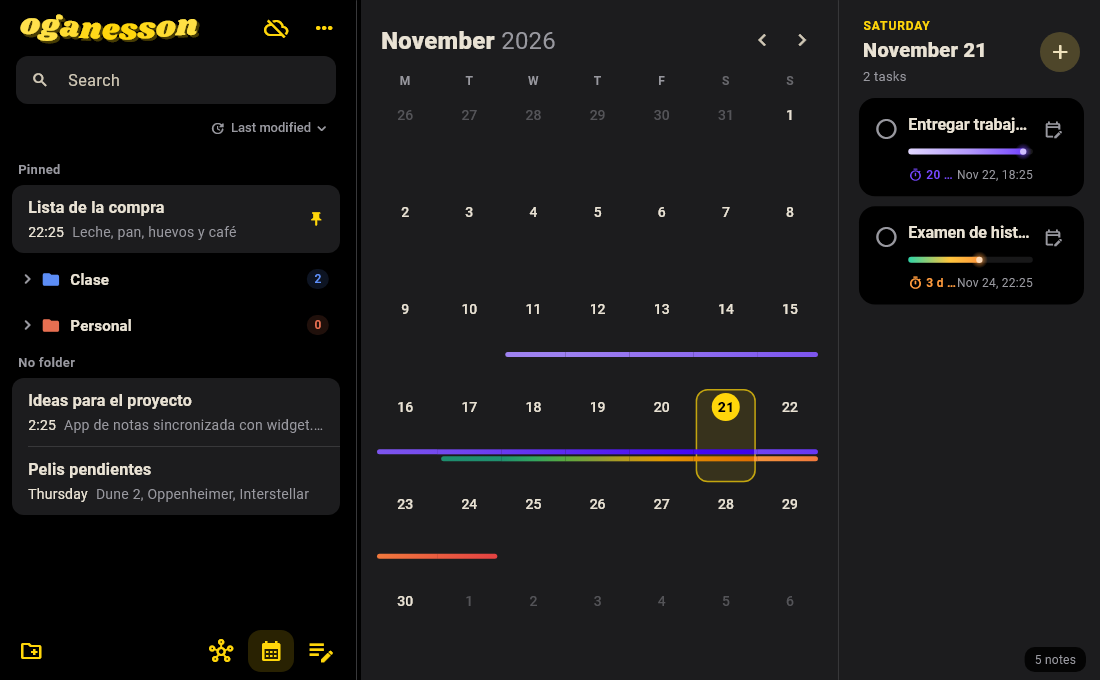 oganesson
Search
Last modified
Pinned
Lista de la compra
22:25 Leche, pan, huevos y café
Clase 2
Personal 0
No folder
Ideas para el proyecto
2:25 App de notas sincronizada con widget....
Pelis pendientes
Thursday Dune 2, Oppenheimer, Interstellar
November 2026
M T W T F S S
26 27 28 29 30 31 1
2 3 4 5 6 7 8
9 10 11 12 13 14 15
16 17 18 19 20 21 22
23 24 25 26 27 28 29
30 1 2 3 4 5 6
SATURDAY
November 21
2 tasks
Entregar trabaj...
20 ... Nov 22, 18:25
Examen de hist...
3 d ... Nov 24, 22:25
5 notes